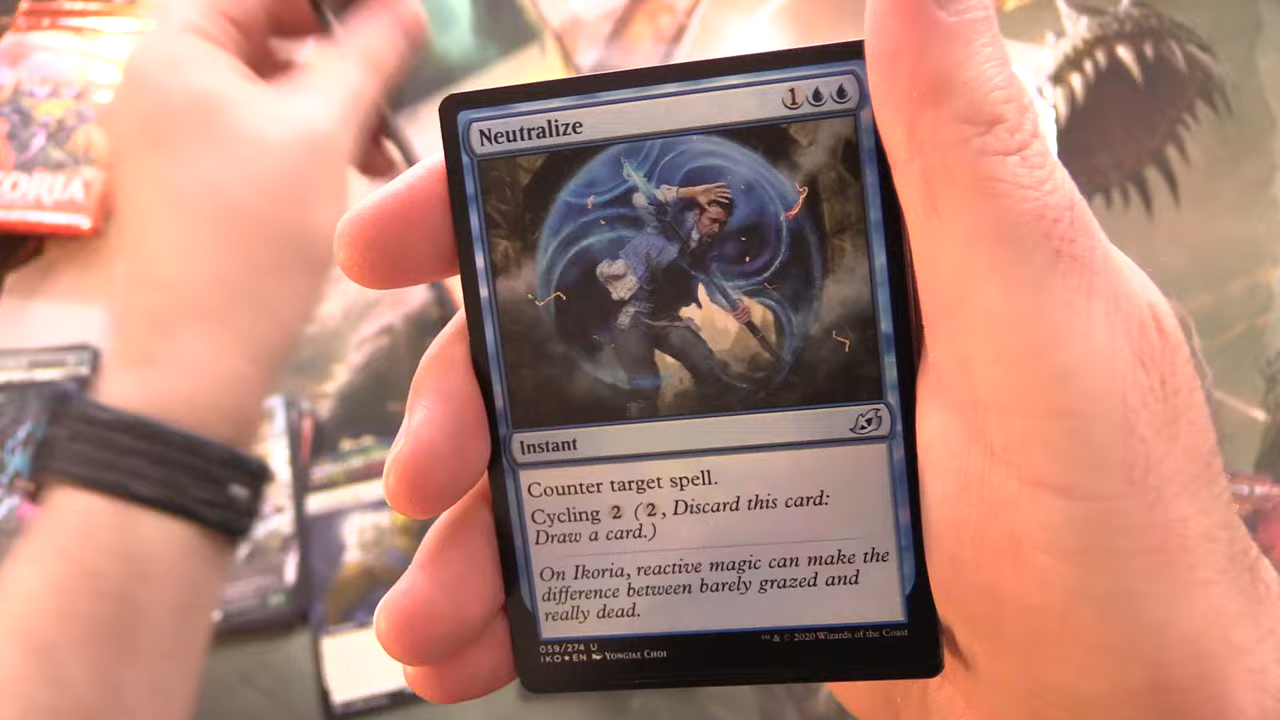 Neutralize 1
Instant
Counter target spell.
Cycling 2 (2, Discard this card:
Draw a card.)
On Ikoria, reactive magic can make the
difference between barely grazed and
really dead.
059/274 U
IKO★EN YONGJAE CHOI
™ & © 2020 Wizards of the Coast